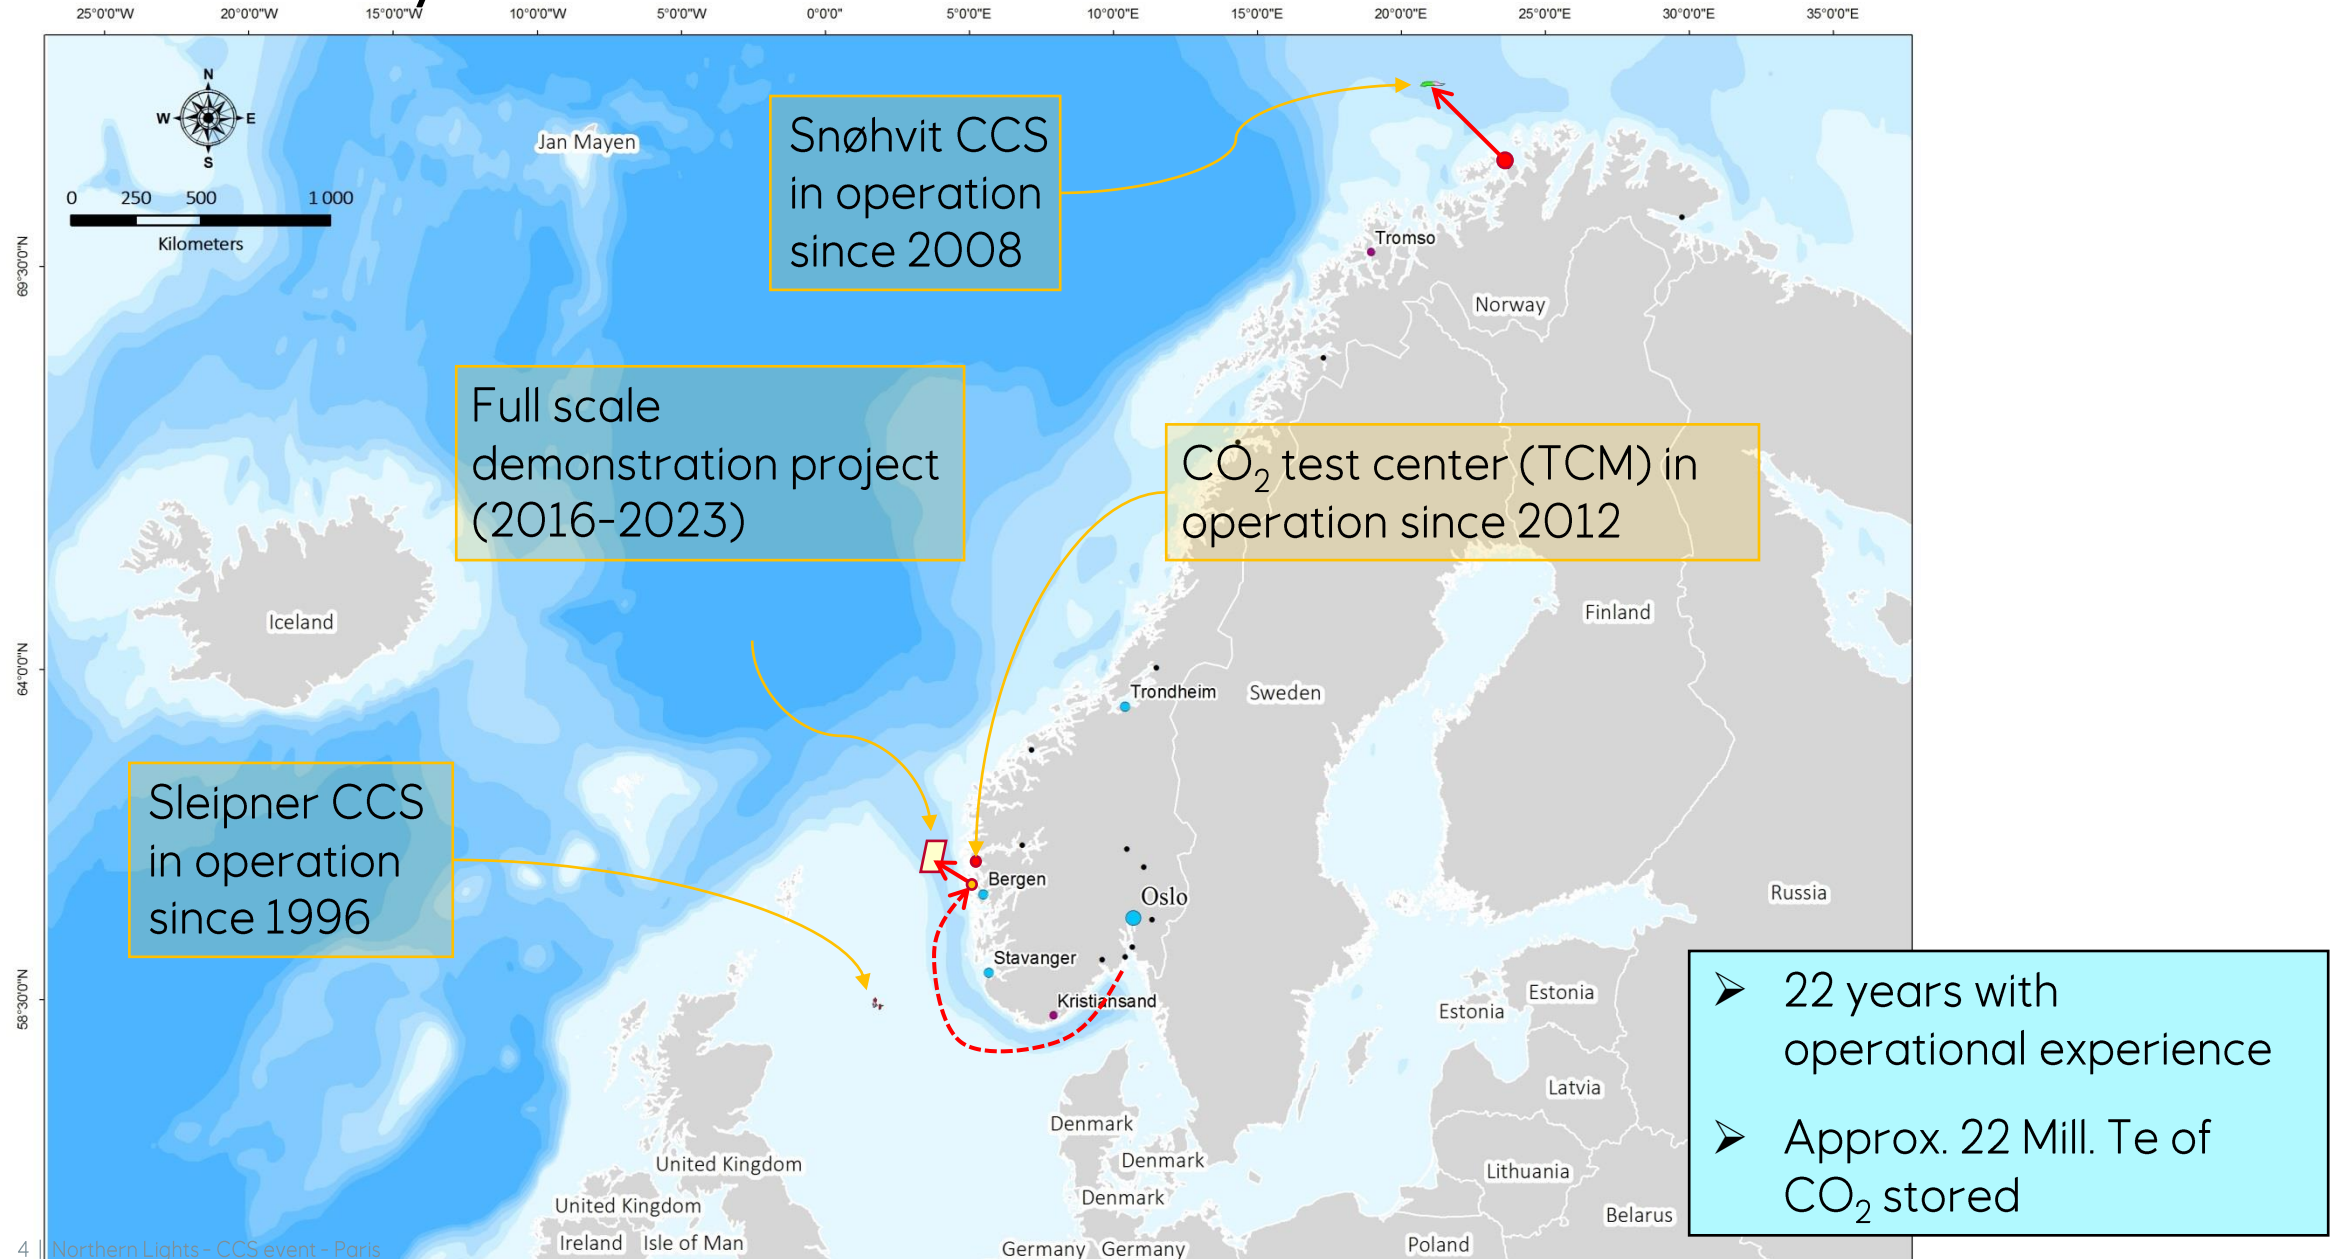 25°0'0"W 20°0'0"W 15°0'0"W 10°0'0"W 5°0'0"W 0°0'0" 5°0'0"E 10°0'0"E 15°0'0"E 20°0'0"E 25°0'0"E 30°0'0"E 35°0'0"E
N
W E
S
0 250 500 1 000
Kilometers
69°30'0"N
64°0'0"N
58°30'0"N
Jan Mayen
Snøhvit CCS
in operation
since 2008
Tromso
Norway
Full scale
demonstration project
(2016-2023)
CO₂ test center (TCM) in
operation since 2012
Iceland
Finland
Trondheim
Sweden
Sleipner CCS
in operation
since 1996
Bergen
Oslo
Russia
Stavanger
Kristiansand
Estonia
Estonia
Latvia
Denmark
Denmark
Denmark
Lithuania
Belarus
United Kingdom
United Kingdom
Ireland Isle of Man
Germany Germany
Poland
➢ 22 years with
operational experience
➢ Approx. 22 Mill. Te of
CO₂ stored
4 | Northern Lights - CCS event - Paris